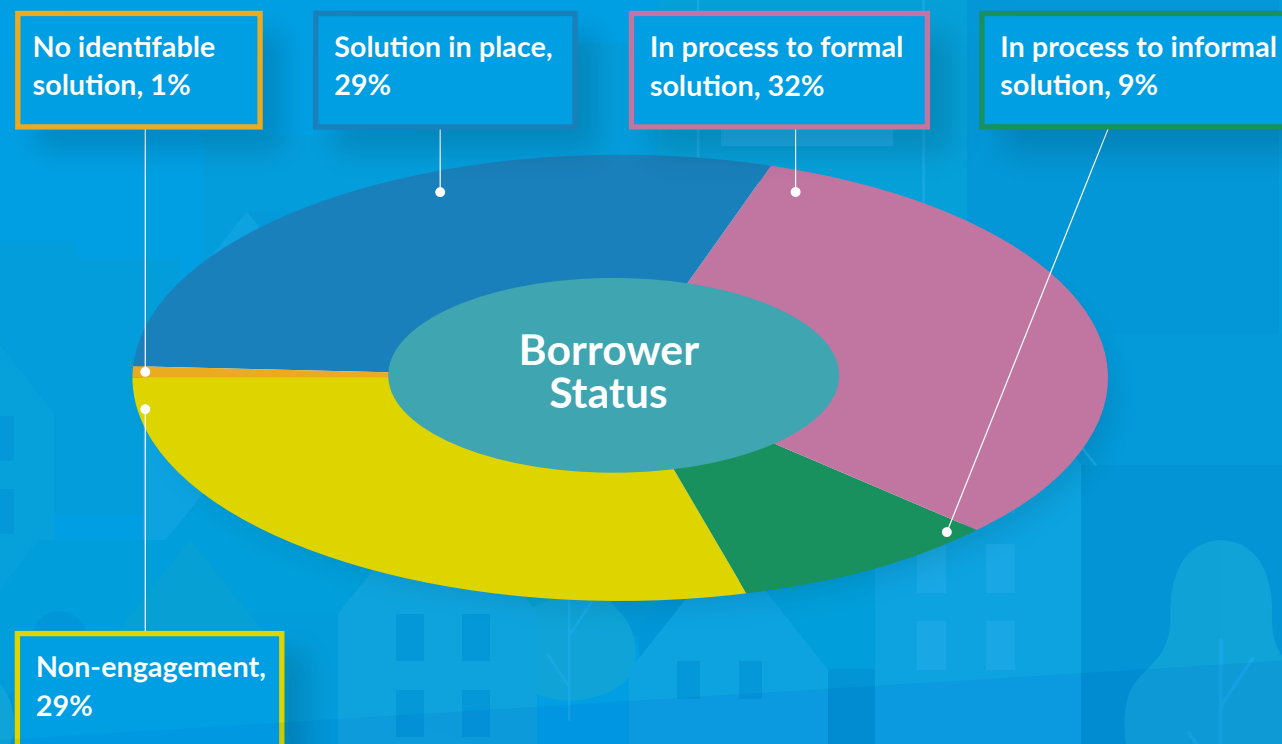 No identifable
solution, 1%
Solution in place,
29%
In process to formal
solution, 32%
In process to informal
solution, 9%
Borrower
Status
Non-engagement,
29%